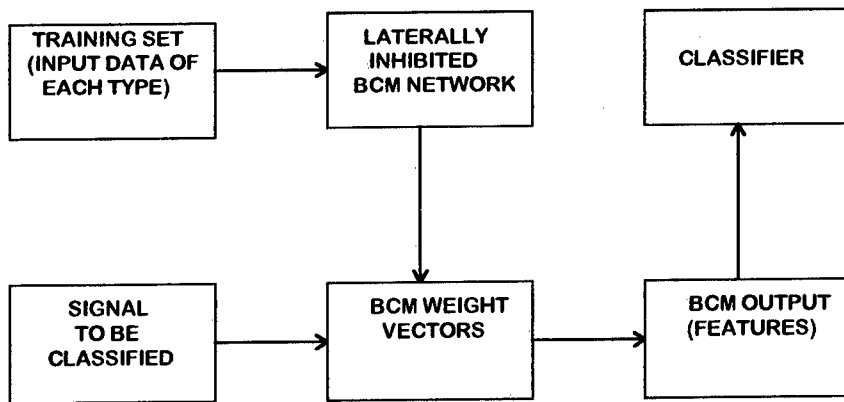 TRAINING SET
(INPUT DATA OF
EACH TYPE)
LATERALLY
INHIBITED
BCM NETWORK
CLASSIFIER
SIGNAL
TO BE
CLASSIFIED
BCM WEIGHT
VECTORS
BCM OUTPUT
(FEATURES)